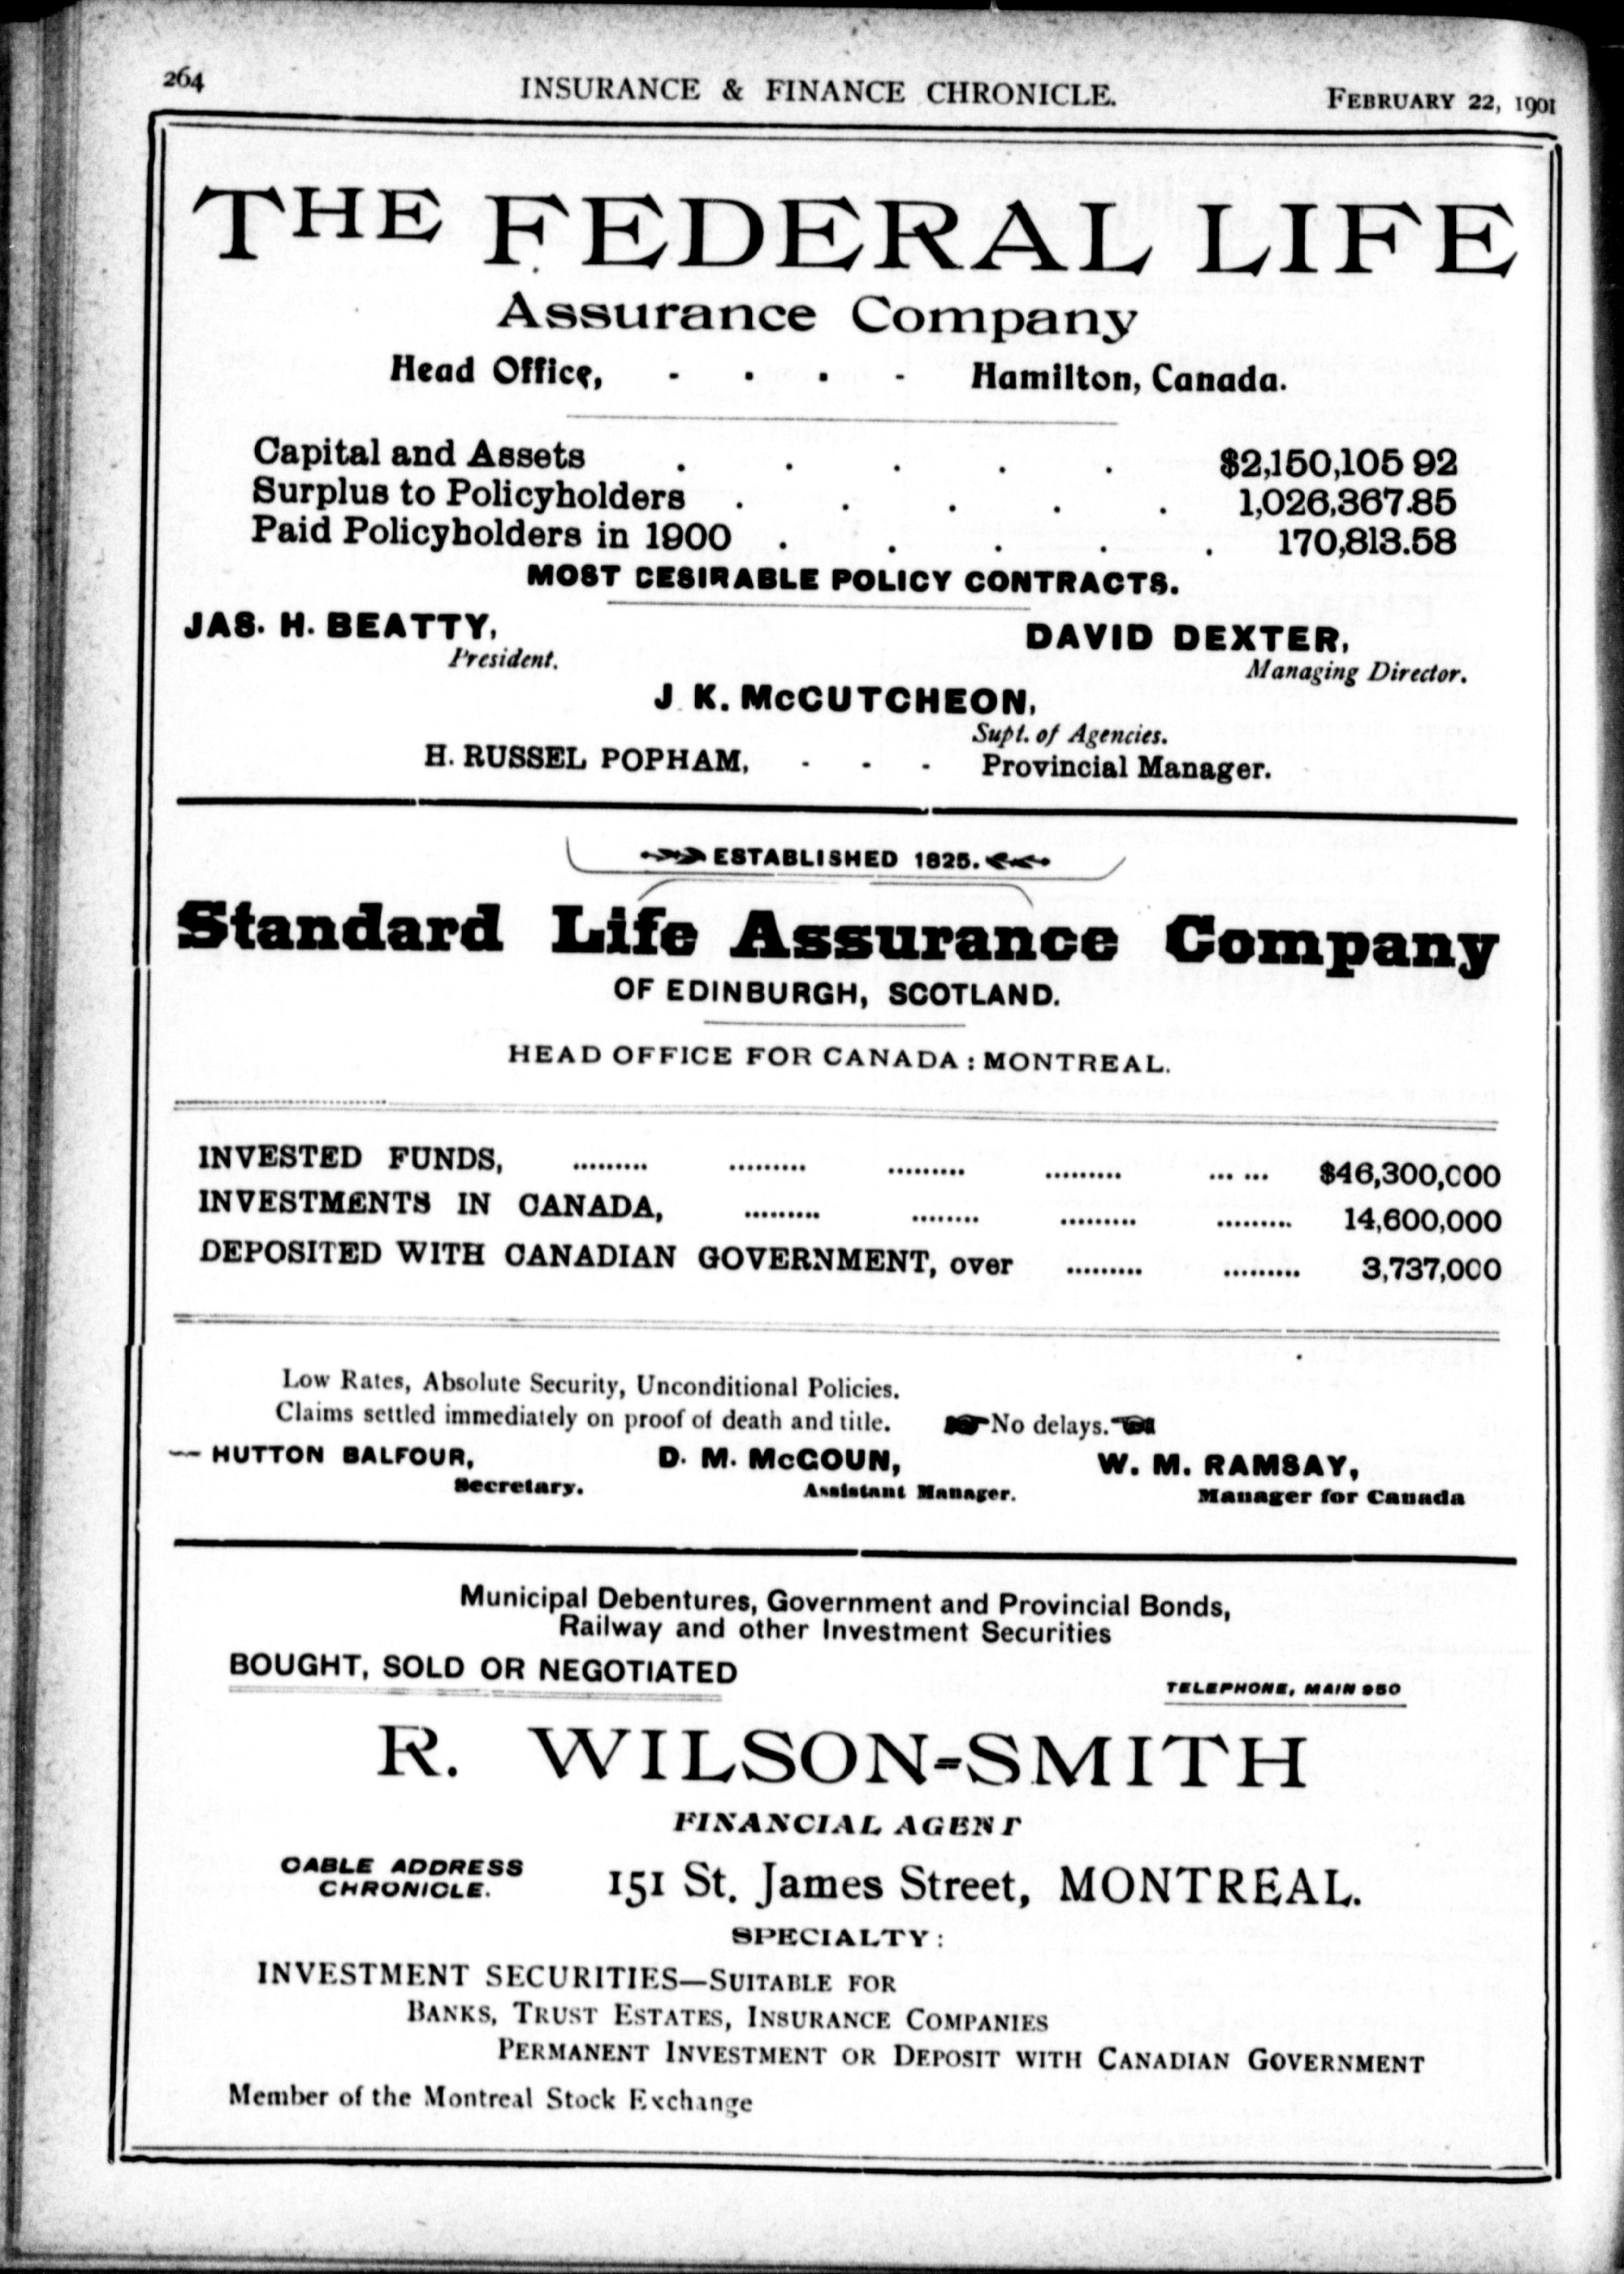 264 INSURANCE & FINANCE CHRONICLE. FEBRUARY 22, 1901
THE FEDERAL LIFE
Assurance Company
Head Office, - - - - Hamilton, Canada.
Capital and Assets . . . . . $2,150,105 92
Surplus to Policyholders . . . . . 1,026,367.85
Paid Policyholders in 1900 . . . . . 170,813.58
MOST DESIRABLE POLICY CONTRACTS.
JAS. H. BEATTY, DAVID DEXTER,
President. Managing Director.
J K. McCUTCHEON,
Supt. of Agencies.
H. RUSSEL POPHAM, - - - Provincial Manager.
ESTABLISHED 1825.
Standard Life Assurance Company
OF EDINBURGH, SCOTLAND.
HEAD OFFICE FOR CANADA : MONTREAL.
INVESTED FUNDS, ......... ......... ......... ......... ... ... $46,300,000
INVESTMENTS IN CANADA, ......... ........ ......... ......... 14,600,000
DEPOSITED WITH CANADIAN GOVERNMENT, over ......... ......... 3,737,000
Low Rates, Absolute Security, Unconditional Policies.
Claims settled immediately on proof of death and title. ☛No delays.☚
HUTTON BALFOUR, D. M. McGOUN, W. M. RAMSAY,
Secretary. Assistant Manager. Manager for Canada
Municipal Debentures, Government and Provincial Bonds,
Railway and other Investment Securities
BOUGHT, SOLD OR NEGOTIATED
TELEPHONE, MAIN 950
R. WILSON-SMITH
FINANCIAL AGENT
CABLE ADDRESS
CHRONICLE.
151 St. James Street, MONTREAL.
SPECIALTY:
INVESTMENT SECURITIES—SUITABLE FOR
BANKS, TRUST ESTATES, INSURANCE COMPANIES
PERMANENT INVESTMENT OR DEPOSIT WITH CANADIAN GOVERNMENT
Member of the Montreal Stock Exchange